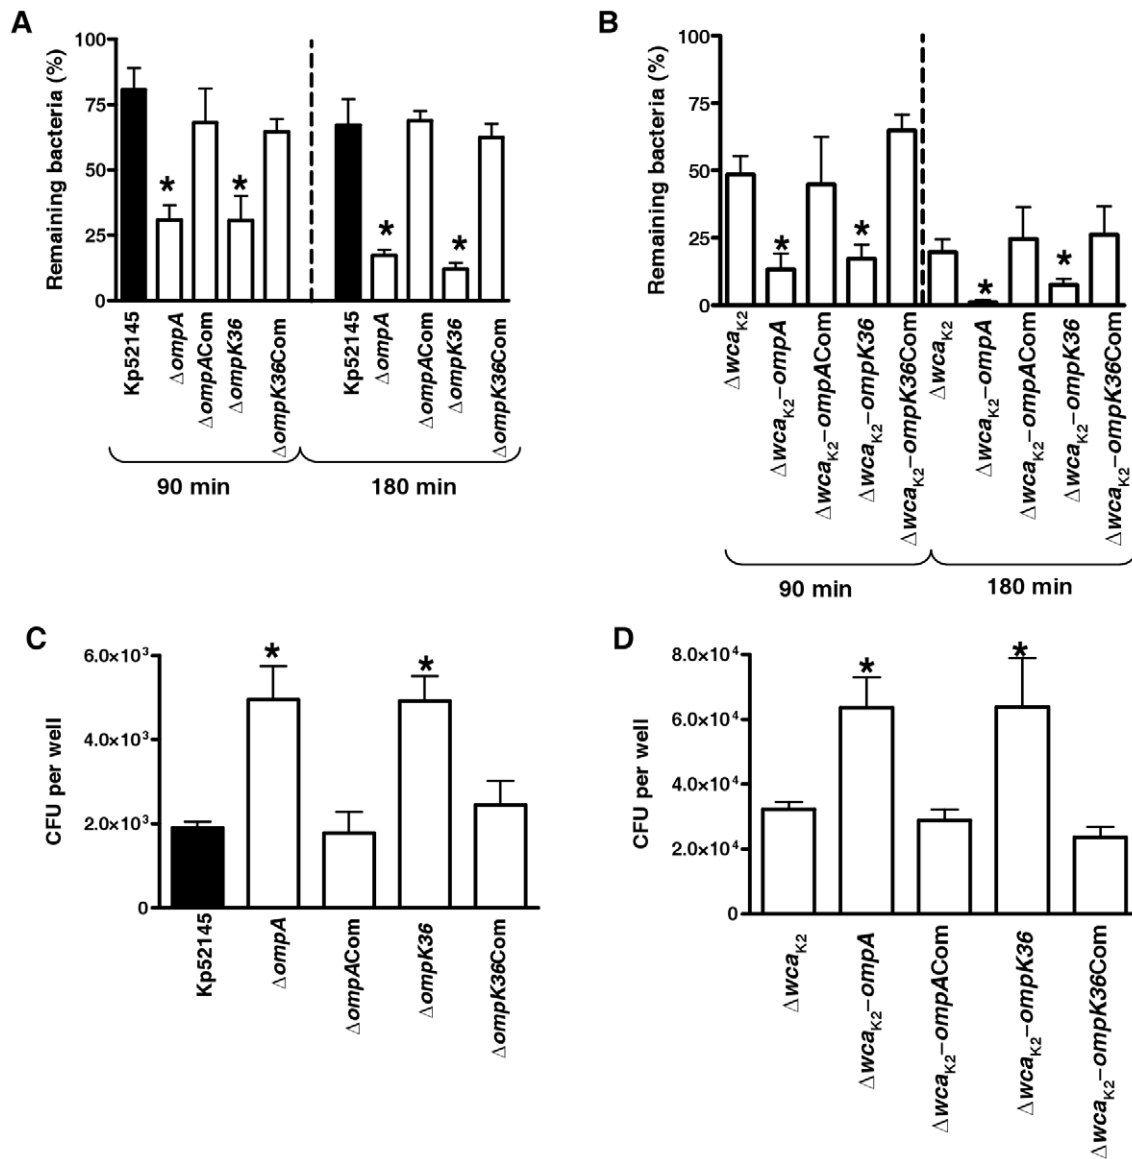 A
Remaining bacteria (%)
100
75
50
25
0
*
*
*
*
Kp52145
ΔompA
ΔompACom
ΔompK36
ΔompK36Com
Kp52145
ΔompA
ΔompACom
ΔompK36
ΔompK36Com
90 min
180 min
B
Remaining bacteria (%)
100
75
50
25
0
*
*
*
*
ΔwcaK2
ΔwcaK2–ompA
ΔwcaK2–ompACom
ΔwcaK2–ompK36
ΔwcaK2–ompK36Com
ΔwcaK2
ΔwcaK2–ompA
ΔwcaK2–ompACom
ΔwcaK2–ompK36
ΔwcaK2–ompK36Com
90 min
180 min
C
CFU per well
6.0×10³
4.0×10³
2.0×10³
0
*
*
Kp52145
ΔompA
ΔompACom
ΔompK36
ΔompK36Com
D
CFU per well
8.0×10⁴
6.0×10⁴
4.0×10⁴
2.0×10⁴
0
*
*
ΔwcaK2
ΔwcaK2–ompA
ΔwcaK2–ompACom
ΔwcaK2–ompK36
ΔwcaK2–ompK36Com